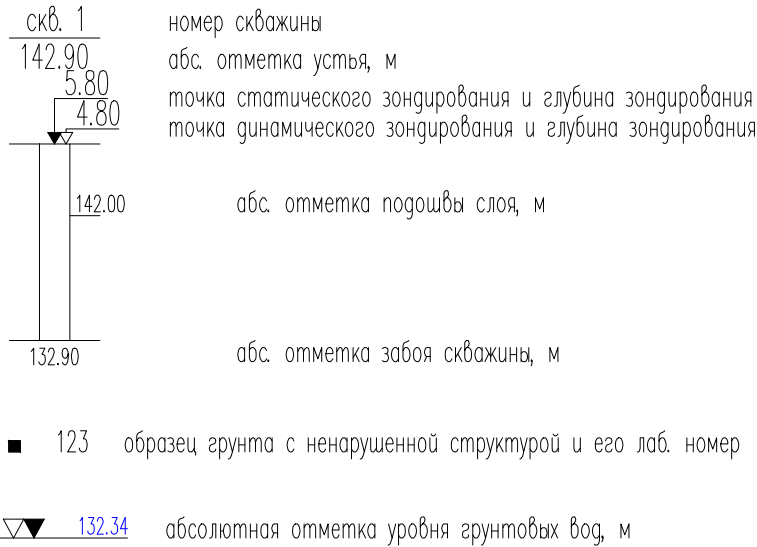 скв. 1 номер скважины
142.90 абс. отметка устья, м
5.80 точка статического зондирования и глубина зондирования
4.80 точка динамического зондирования и глубина зондирования
142.00 абс. отметка подошвы слоя, м
132.90 абс. отметка забоя скважины, м
123 образец грунта с ненарушенной структурой и его лаб. номер
132.34 абсолютная отметка уровня грунтовых вод, м